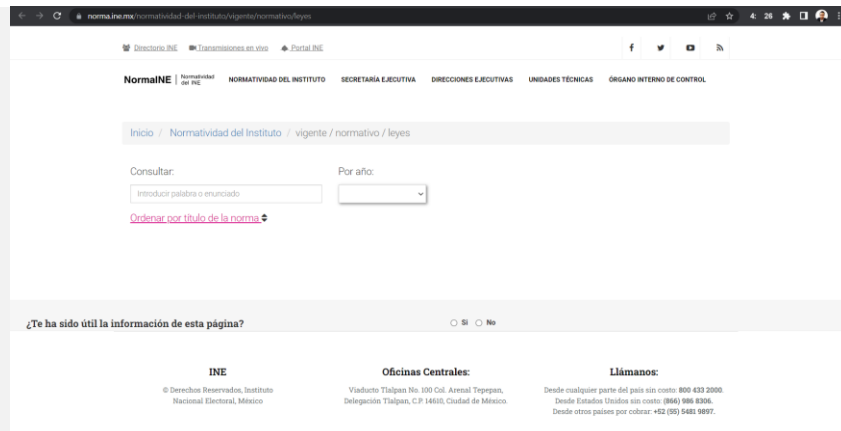 norma.ine.mx/normatividad-del-instituto/vigente/normativo/leyes
4: 26
Directorio INE Transmisiones en vivo Portal INE
NormaINE | Normatividad del INE NORMATIVIDAD DEL INSTITUTO SECRETARÍA EJECUTIVA DIRECCIONES EJECUTIVAS UNIDADES TÉCNICAS ÓRGANO INTERNO DE CONTROL
Inicio / Normatividad del Instituto / vigente / normativo / leyes
Consultar: Por año:
Introducir palabra o enunciado
Ordenar por título de la norma
¿Te ha sido útil la información de esta página? Si No
INE Oficinas Centrales: Llámanos:
© Derechos Reservados, Instituto Viaducto Tlalpan No. 100 Col. Arenal Tepepan, Desde cualquier parte del país sin costo: 800 433 2000.
Nacional Electoral, México Delegación Tlalpan, C.P. 14610, Ciudad de México. Desde Estados Unidos sin costo: (866) 986 8306.
Desde otros países por cobrar: +52 (55) 5481 9897.